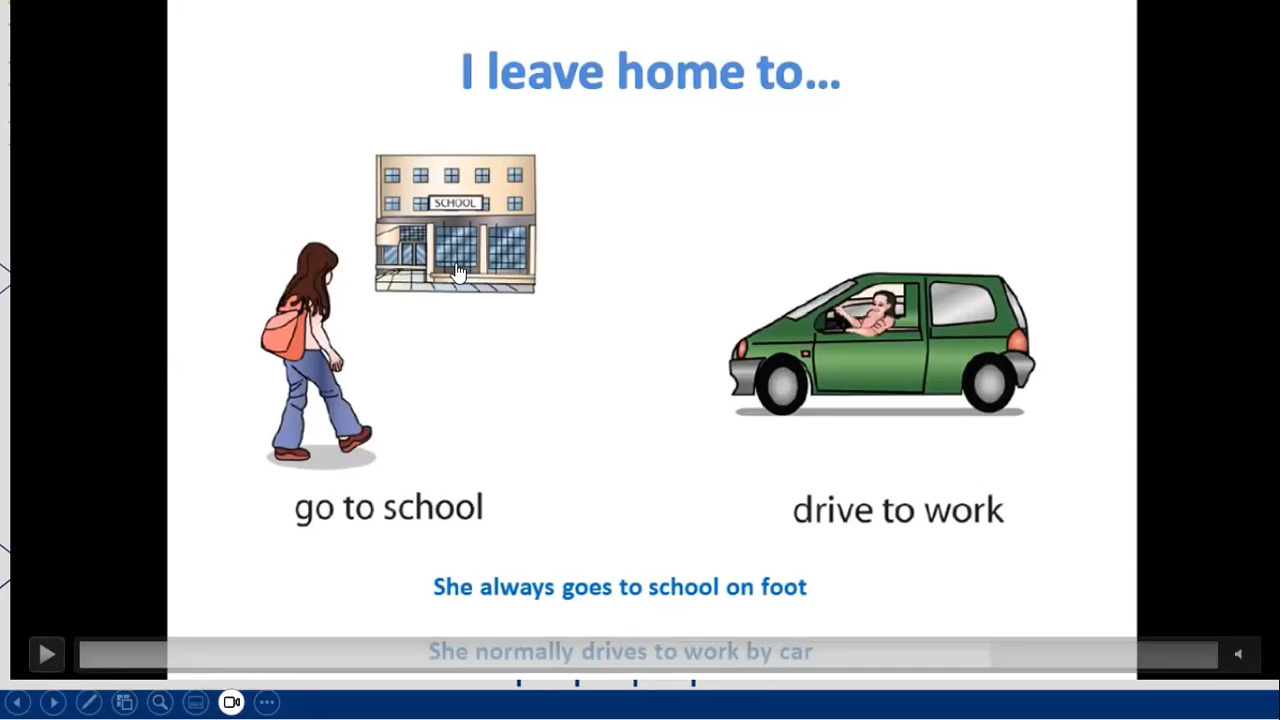 I leave home to...
SCHOOL
go to school
drive to work
She always goes to school on foot
She normally drives to work by car